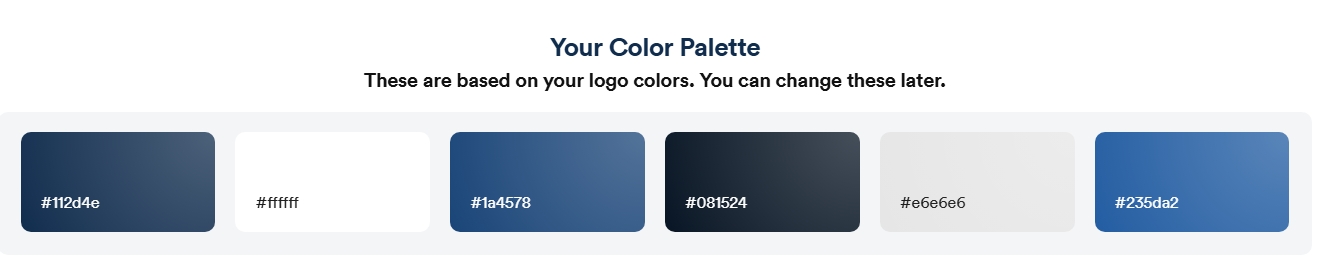 Your Color Palette
These are based on your logo colors. You can change these later.
#112d4e
#ffffff
#1a4578
#081524
#e6e6e6
#235da2